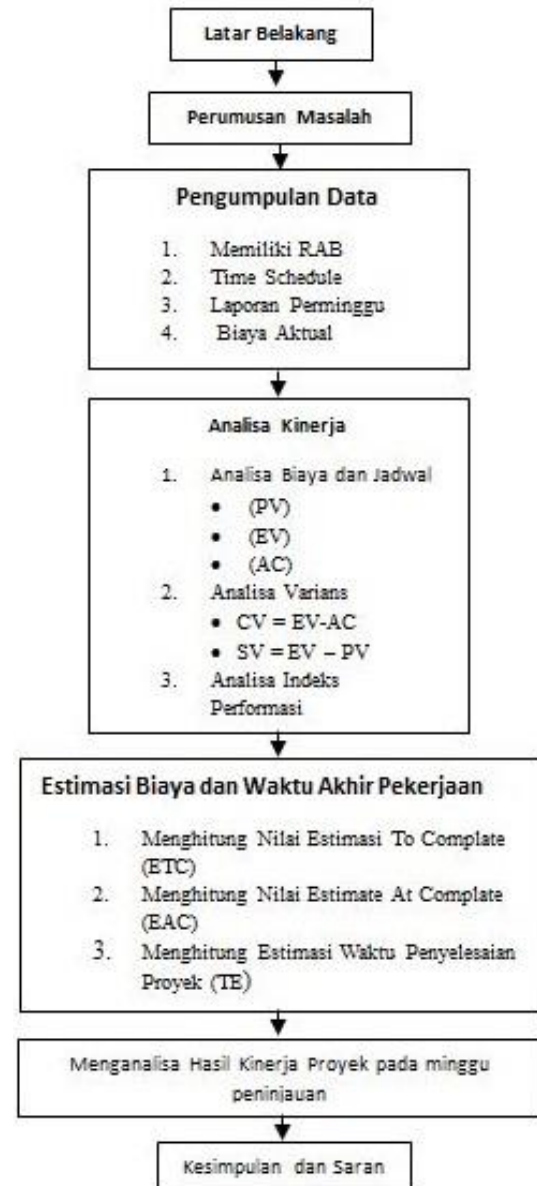 Latar Belakang
Perumusan Masalah
Pengumpulan Data
1. Memiliki RAB
2. Time Schedule
3. Laporan Perminggu
4. Biaya Aktual
Analisa Kinerja
1. Analisa Biaya dan Jadwal
• (PV)
• (EV)
• (AC)
2. Analisa Varians
• CV = EV-AC
• SV = EV – PV
3. Analisa Indeks
Performasi
Estimasi Biaya dan Waktu Akhir Pekerjaan
1. Menghitung Nilai Estimasi To Complate
(ETC)
2. Menghitung Nilai Estimate At Complate
(EAC)
3. Menghitung Estimasi Waktu Penyelesaian
Proyek (TE)
Menganalisa Hasil Kinerja Proyek pada minggu
peninjauan
Kesimpulan dan Saran